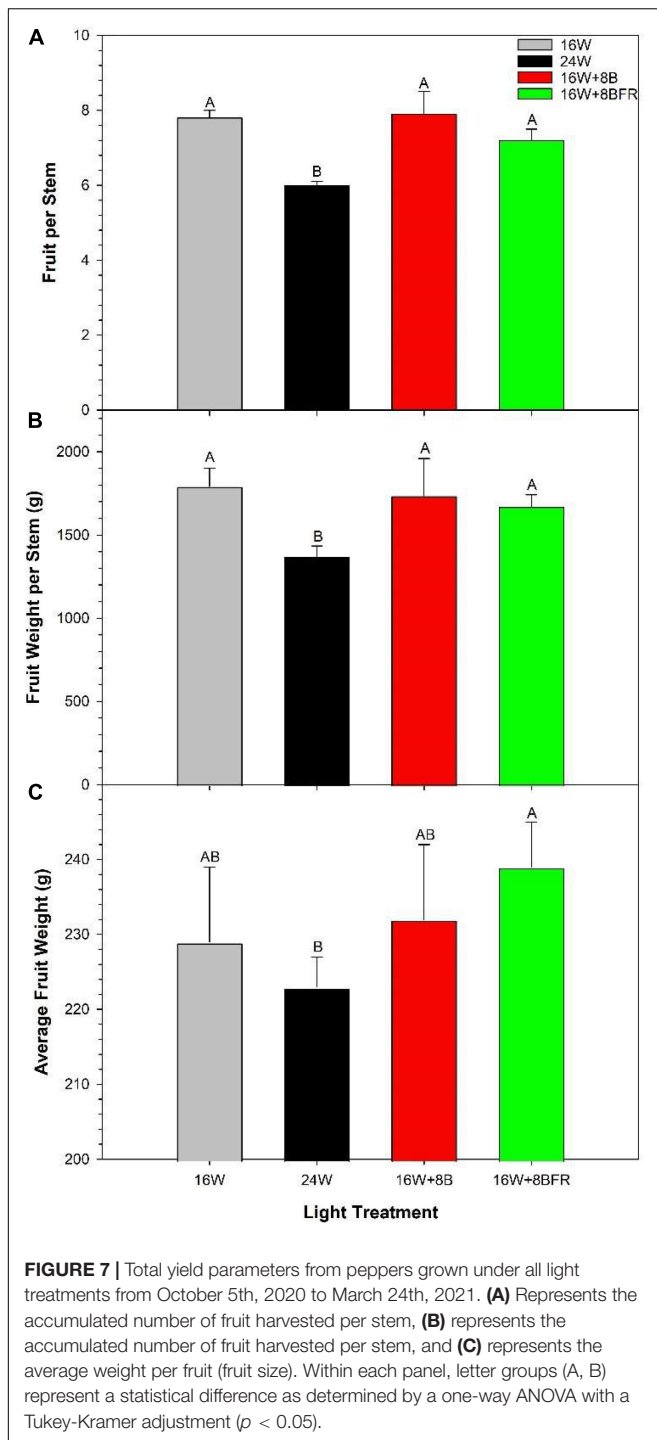 A
10
8
6
4
2
0
Fruit per Stem
A
B
A
A
16W
24W
16W+8B
16W+8BFR
B
2000
1500
1000
500
0
Fruit Weight per Stem (g)
A
B
A
A
C
240
230
220
210
200
Average Fruit Weight (g)
AB
B
AB
A
16W 24W 16W+8B 16W+8BFR
Light Treatment
FIGURE 7 | Total yield parameters from peppers grown under all light
treatments from October 5th, 2020 to March 24th, 2021. (A) Represents the
accumulated number of fruit harvested per stem, (B) represents the
accumulated number of fruit harvested per stem, and (C) represents the
average weight per fruit (fruit size). Within each panel, letter groups (A, B)
represent a statistical difference as determined by a one-way ANOVA with a
Tukey-Kramer adjustment (p < 0.05).